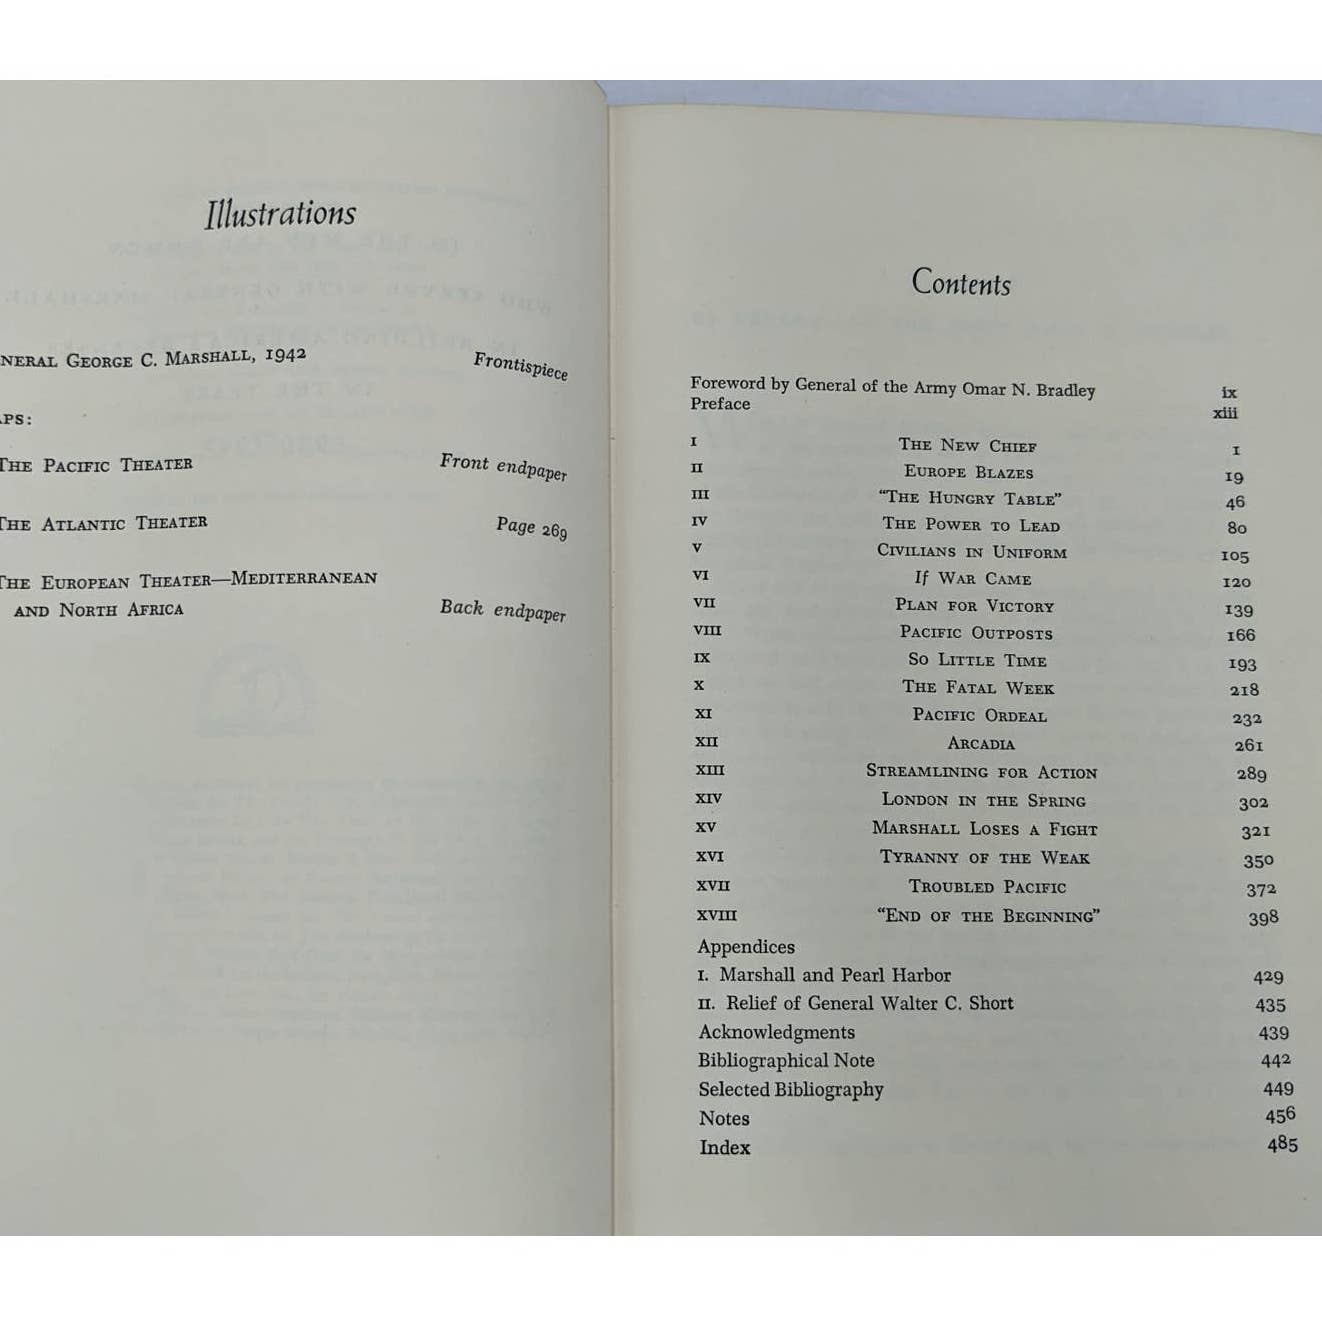 Illustrations
NERAL GEORGE C. MARSHALL, 1942 Frontispiece
APS:
THE PACIFIC THEATER Front endpaper
THE ATLANTIC THEATER Page 269
THE EUROPEAN THEATER—MEDITERRANEAN
AND NORTH AFRICA Back endpaper
Contents
Foreword by General of the Army Omar N. Bradley ix
Preface xiii
I THE NEW CHIEF 1
II EUROPE BLAZES 19
III "THE HUNGRY TABLE" 46
IV THE POWER TO LEAD 80
V CIVILIANS IN UNIFORM 105
VI If WAR CAME 120
VII PLAN FOR VICTORY 139
VIII PACIFIC OUTPOSTS 166
IX SO LITTLE TIME 193
X THE FATAL WEEK 218
XI PACIFIC ORDEAL 232
XII ARCADIA 261
XIII STREAMLINING FOR ACTION 289
XIV LONDON IN THE SPRING 302
XV MARSHALL LOSES A FIGHT 321
XVI TYRANNY OF THE WEAK 350
XVII TROUBLED PACIFIC 372
XVIII "END OF THE BEGINNING" 398
Appendices
I. Marshall and Pearl Harbor 429
II. Relief of General Walter C. Short 435
Acknowledgments 439
Bibliographical Note 442
Selected Bibliography 449
Notes 456
Index 485